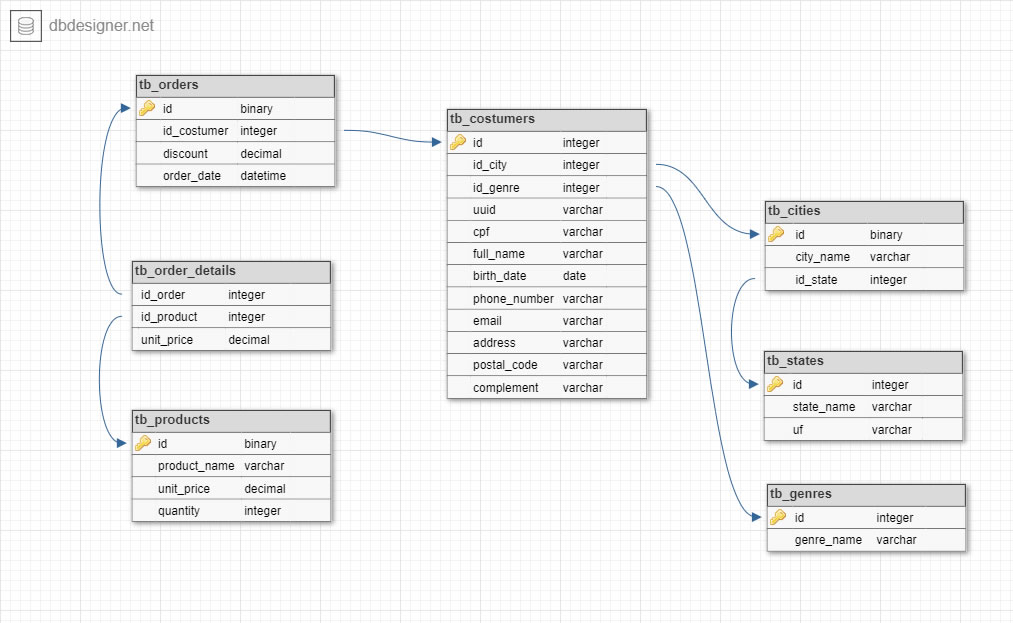 dbdesigner.net
tb_orders
id binary
id_costumer integer
discount decimal
order_date datetime
tb_order_details
id_order integer
id_product integer
unit_price decimal
tb_products
id binary
product_name varchar
unit_price decimal
quantity integer
tb_costumers
id integer
id_city integer
id_genre integer
uuid varchar
cpf varchar
full_name varchar
birth_date date
phone_number varchar
email varchar
address varchar
postal_code varchar
complement varchar
tb_cities
id binary
city_name varchar
id_state integer
tb_states
id integer
state_name varchar
uf varchar
tb_genres
id integer
genre_name varchar